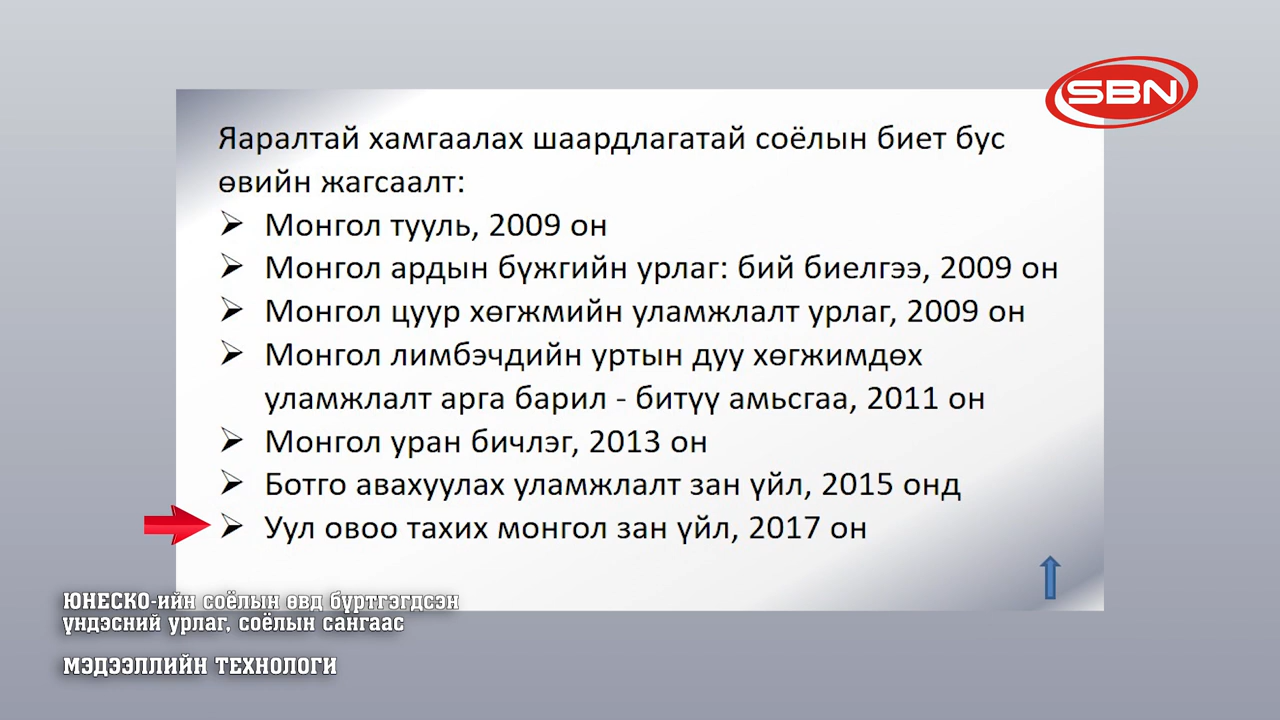 SBN
Яаралтай хамгаалах шаардлагатай соёлын биет бус
өвийн жагсаалт:
Монгол тууль, 2009 он
Монгол ардын бүжгийн урлаг: бий биелгээ, 2009 он
Монгол цуур хөгжмийн уламжлалт урлаг, 2009 он
Монгол лимбэчдийн уртын дуу хөгжимдөх
уламжлалт арга барил - битүү амьсгаа, 2011 он
Монгол уран бичлэг, 2013 он
Ботго авахуулах уламжлалт зан үйл, 2015 онд
Уул овоо тахих монгол зан үйл, 2017 он
ЮНЕСКО-ийн соёлын өвд бүртгэгдсэн
үндэсний урлаг, соёлын сангаас
МЭДЭЭЛЛИЙН ТЕХНОЛОГИ